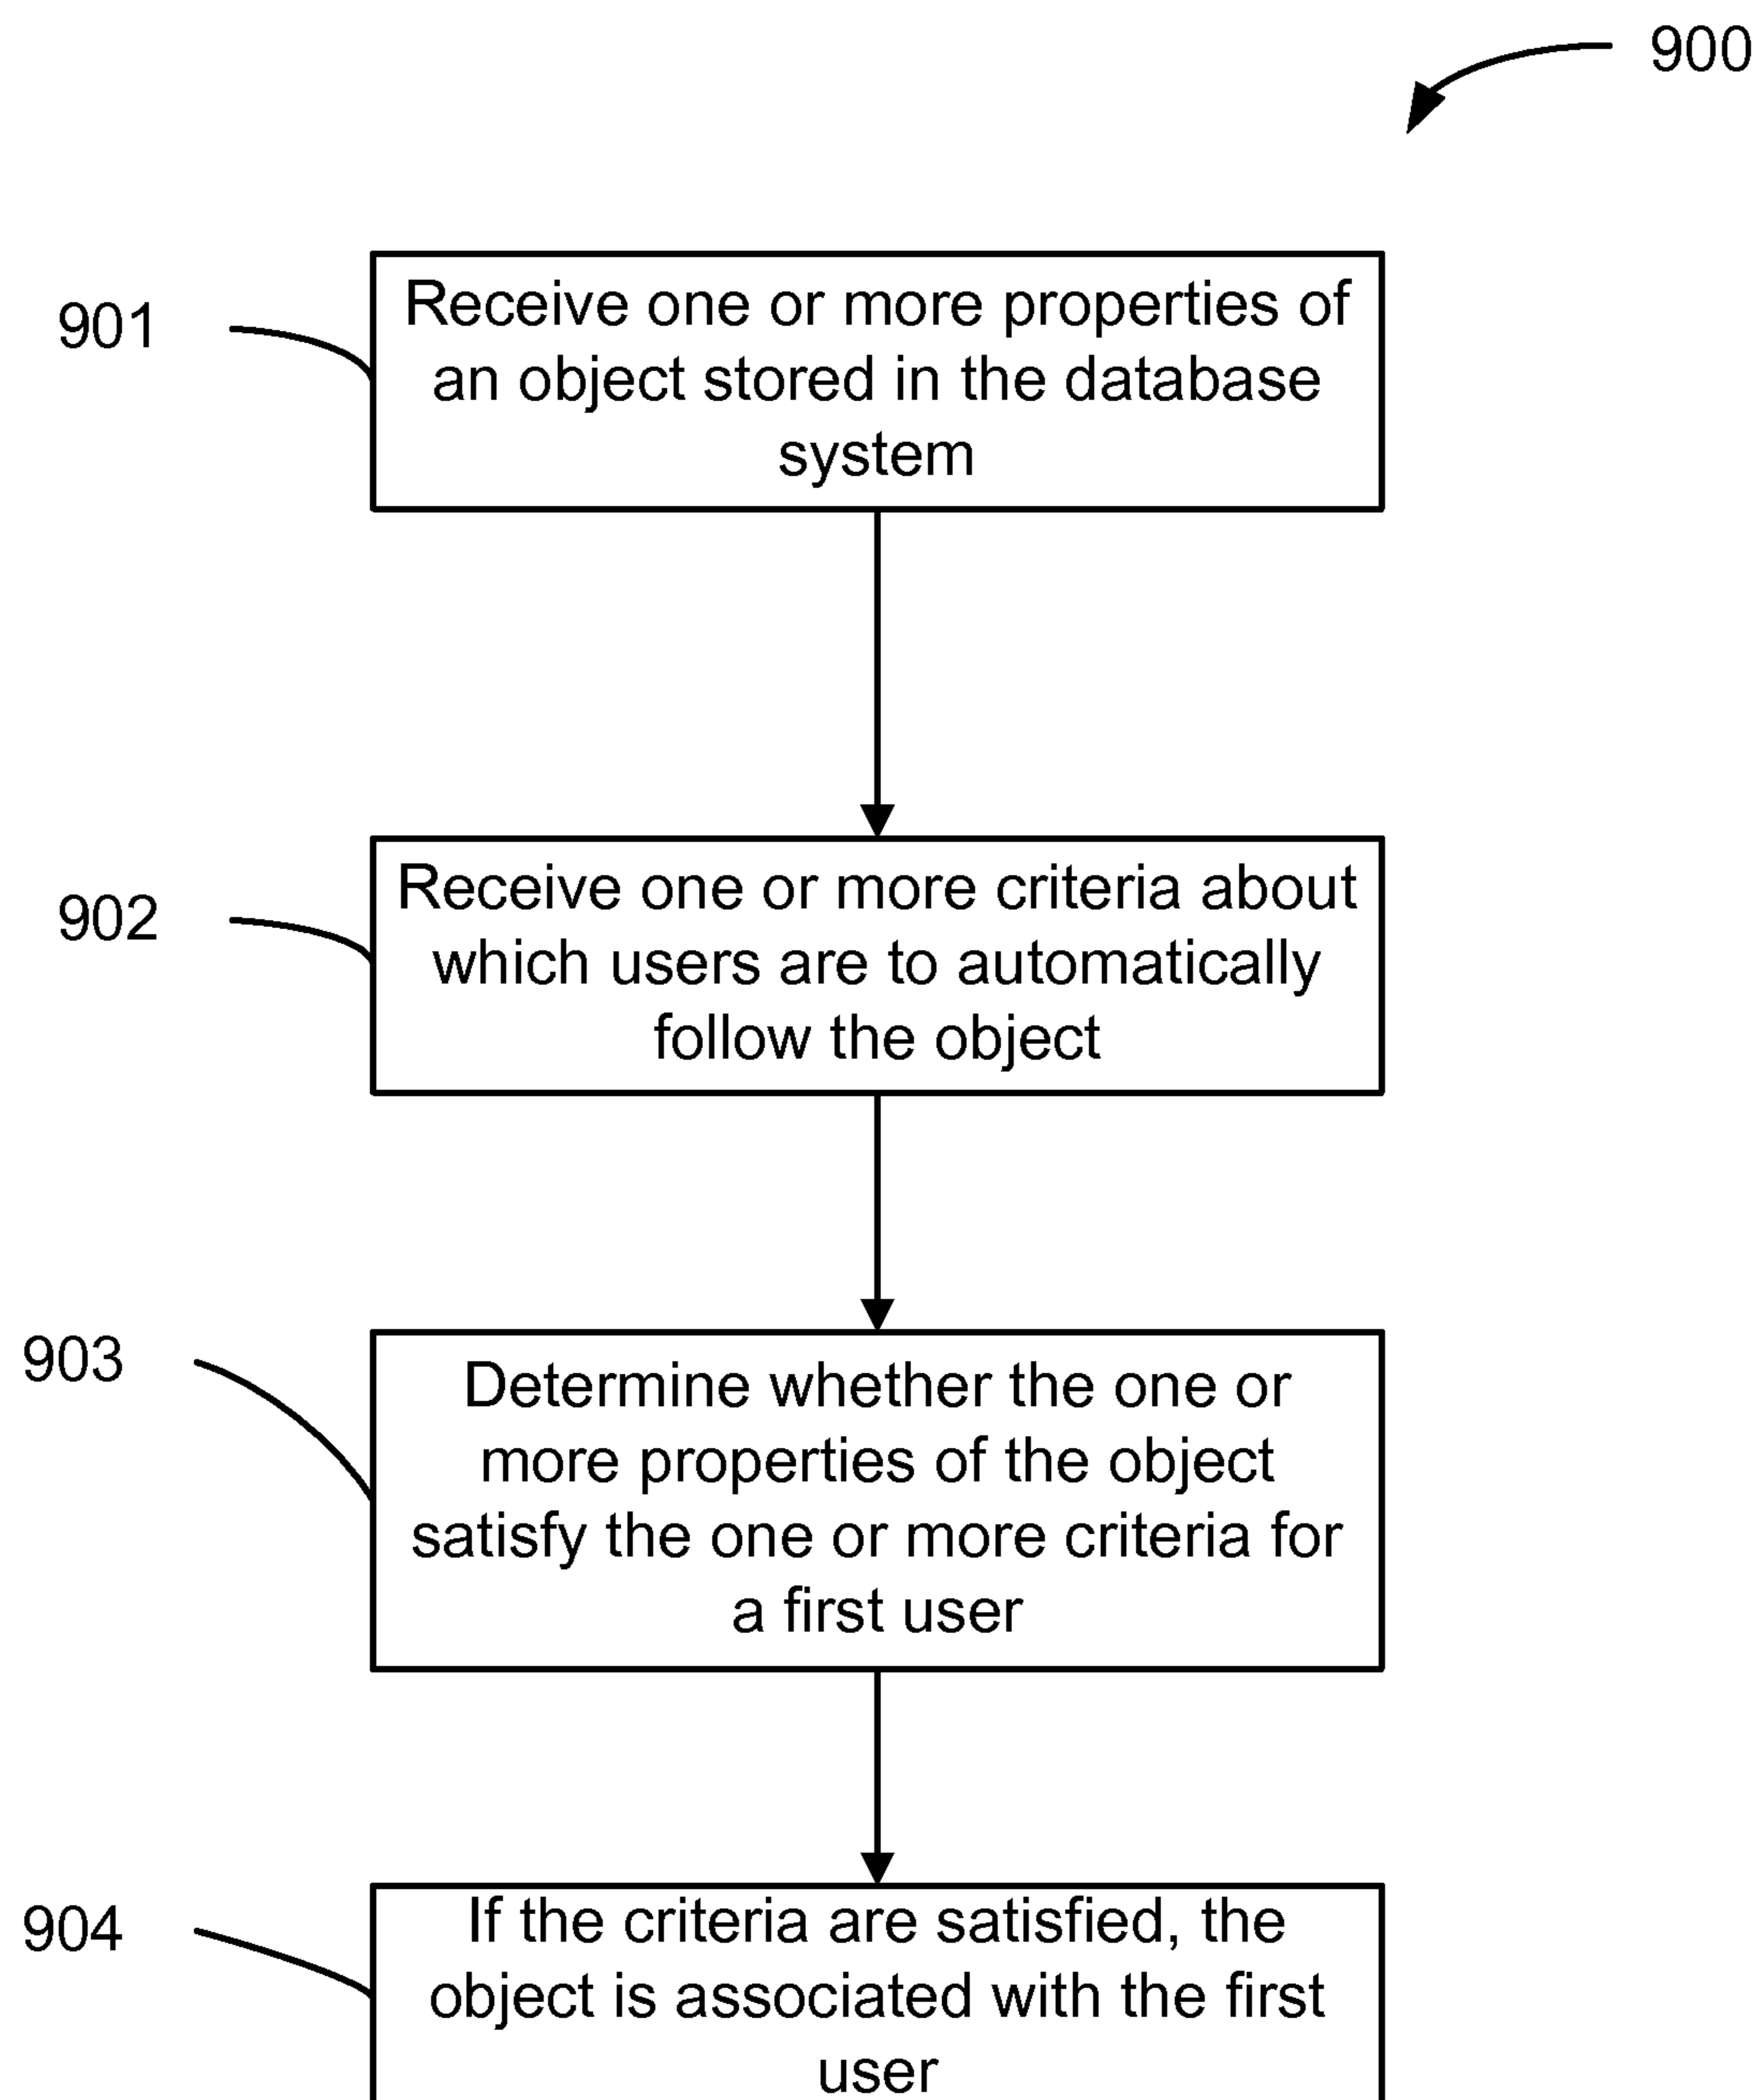 900
901
Receive one or more properties of
an object stored in the database
system
902
Receive one or more criteria about
which users are to automatically
follow the object
903
Determine whether the one or
more properties of the object
satisfy the one or more criteria for
a first user
904
If the criteria are satisfied, the
object is associated with the first
user